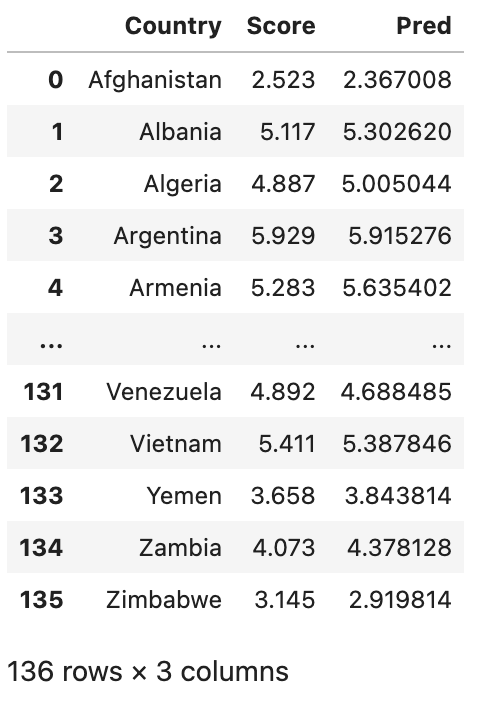 Country Score Pred
0 Afghanistan 2.523 2.367008
1 Albania 5.117 5.302620
2 Algeria 4.887 5.005044
3 Argentina 5.929 5.915276
4 Armenia 5.283 5.635402
... ... ... ...
131 Venezuela 4.892 4.688485
132 Vietnam 5.411 5.387846
133 Yemen 3.658 3.843814
134 Zambia 4.073 4.378128
135 Zimbabwe 3.145 2.919814
136 rows × 3 columns